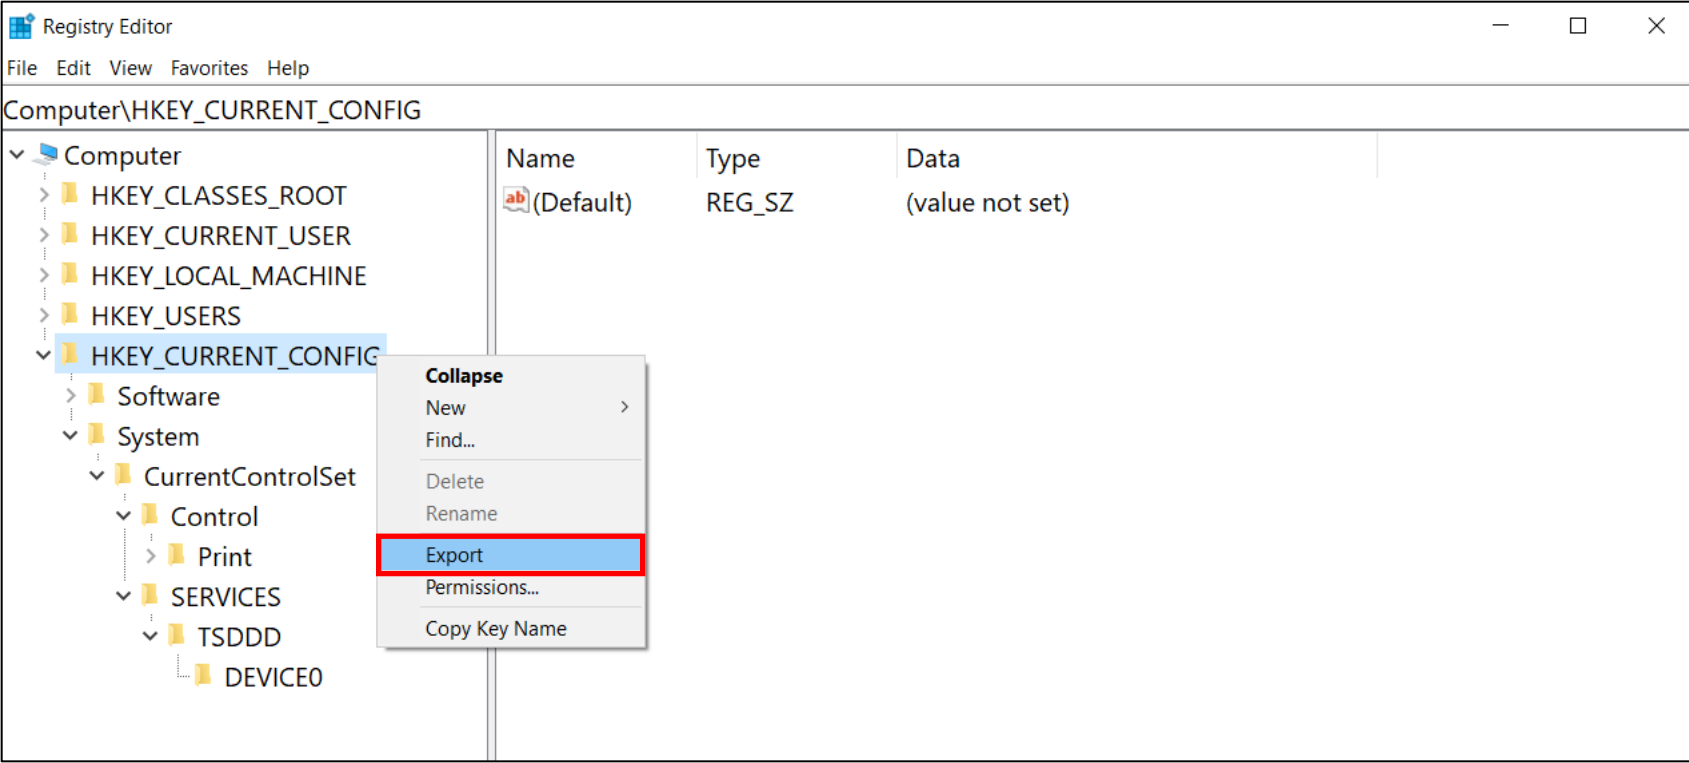 Registry Editor
File Edit View Favorites Help
Computer\HKEY_CURRENT_CONFIG
Computer
HKEY_CLASSES_ROOT
HKEY_CURRENT_USER
HKEY_LOCAL_MACHINE
HKEY_USERS
HKEY_CURRENT_CONFIG
Software
System
CurrentControlSet
Control
Print
SERVICES
TSDDD
DEVICE0
Name Type Data
ab (Default) REG_SZ (value not set)
Collapse
New
Find...
Delete
Rename
Export
Permissions...
Copy Key Name